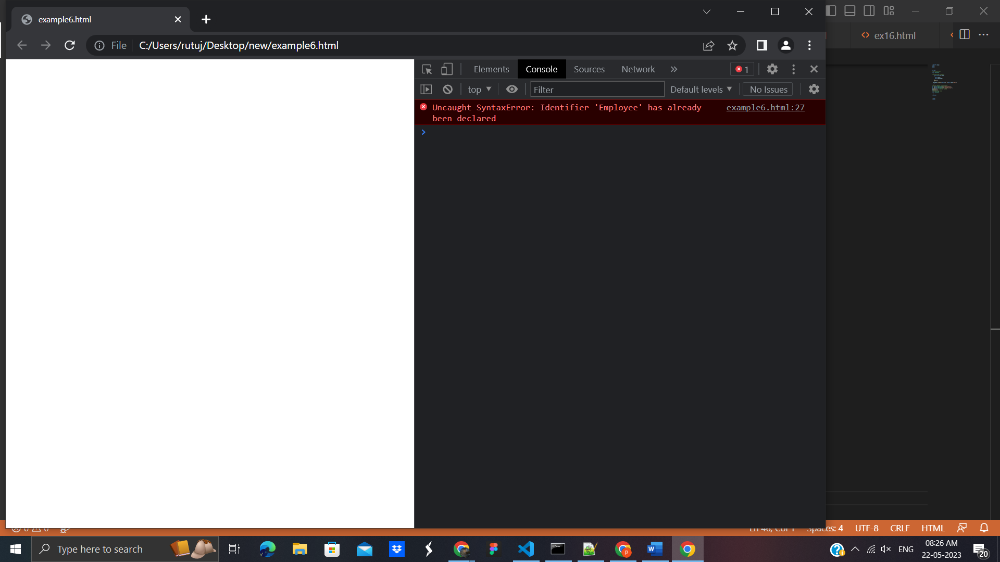 example6.html
File C:/Users/rutuj/Desktop/new/example6.html
ex16.html
Elements Console Sources Network 1
top Filter Default levels No Issues
Uncaught SyntaxError: Identifier 'Employee' has already example6.html:27
been declared
Spaces: 4 UTF-8 CRLF HTML
Type here to search
ENG
08:26 AM
22-05-2023
20